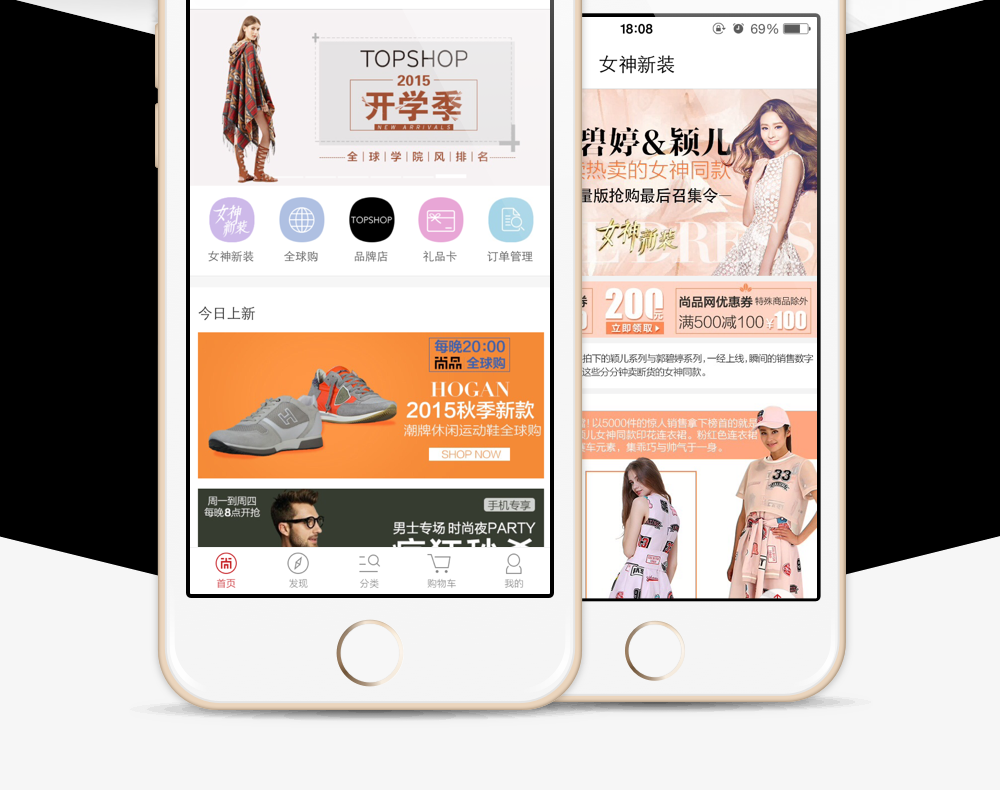 TOPSHOP
2015
开学季
NEW ARRIVALS
全球学院风排名
女神新装
TOPSHOP
女神新装
全球购
品牌店
礼品卡
订单管理
今日上新
每晚20:00
尚品 全球购
HOGAN
2015秋季新款
潮牌休闲运动鞋全球购
SHOP NOW
周一到周四
每晚8点开抢
手机专享
男士专场 时尚夜PARTY
疯狂秒杀
尚
首页
发现
分类
购物车
我的
18:08
69%
女神新装
碧婷&颖儿
热卖的女神同款
量版抢购最后召集令
女神新装
DRESS
200元
立即领取
尚品网优惠券 特殊商品除外
满500减100 ¥100
拍下的颖儿系列与郭碧婷系列,一经上线,瞬间的销售数字
这些分分钟卖断货的女神同款。
!以5000件的惊人销售拿下榜首的就是
颖儿女神同款印花连衣裙。粉红色连衣裙
赛车元素、集乖巧与帅气于一身。
33